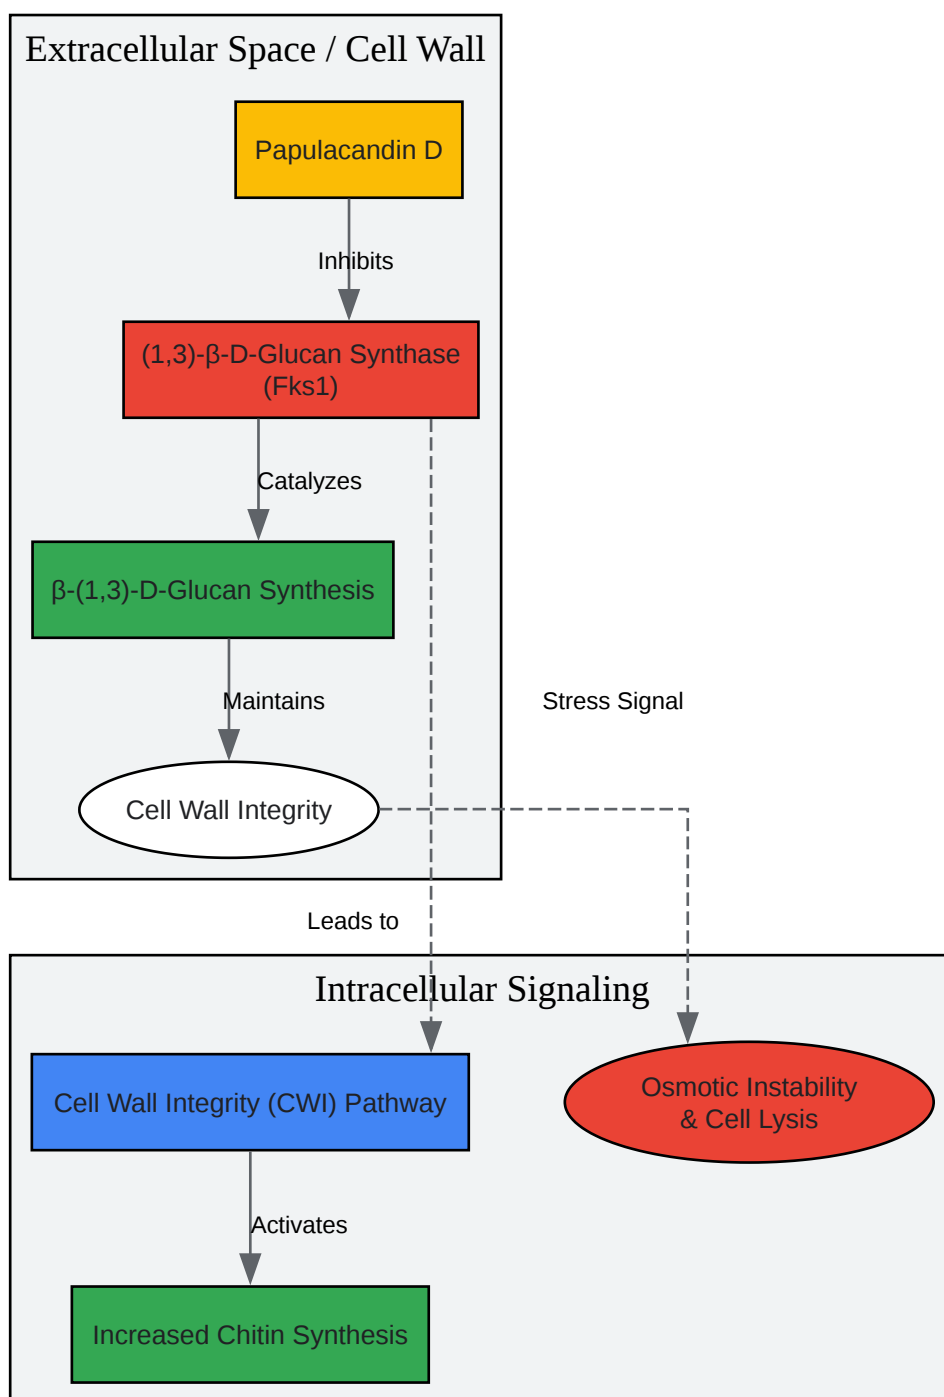 Extracellular Space / Cell Wall
Papulacandin D
Inhibits
(1,3)-β-D-Glucan Synthase
(Fks1)
Catalyzes
β-(1,3)-D-Glucan Synthesis
Maintains
Stress Signal
Cell Wall Integrity
Leads to
Intracellular Signaling
Cell Wall Integrity (CWI) Pathway
Osmotic Instability
& Cell Lysis
Activates
Increased Chitin Synthesis